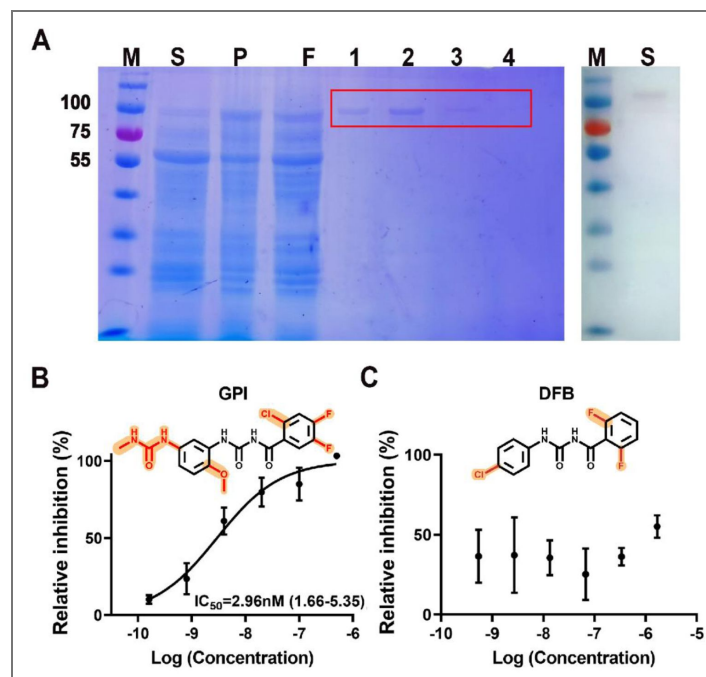 A
M S P F 1 2 3 4 M S
100
75
55
B
GPI
H N H N H N H N Cl F
O O O F
O
Relative inhibition (%)
100
50
0
IC50=2.96nM (1.66-5.35)
-10 -9 -8 -7 -6
Log (Concentration)
C
DFB
H N H N F
Cl O O F
Relative inhibition (%)
100
50
0
-10 -9 -8 -7 -6 -5
Log (Concentration)